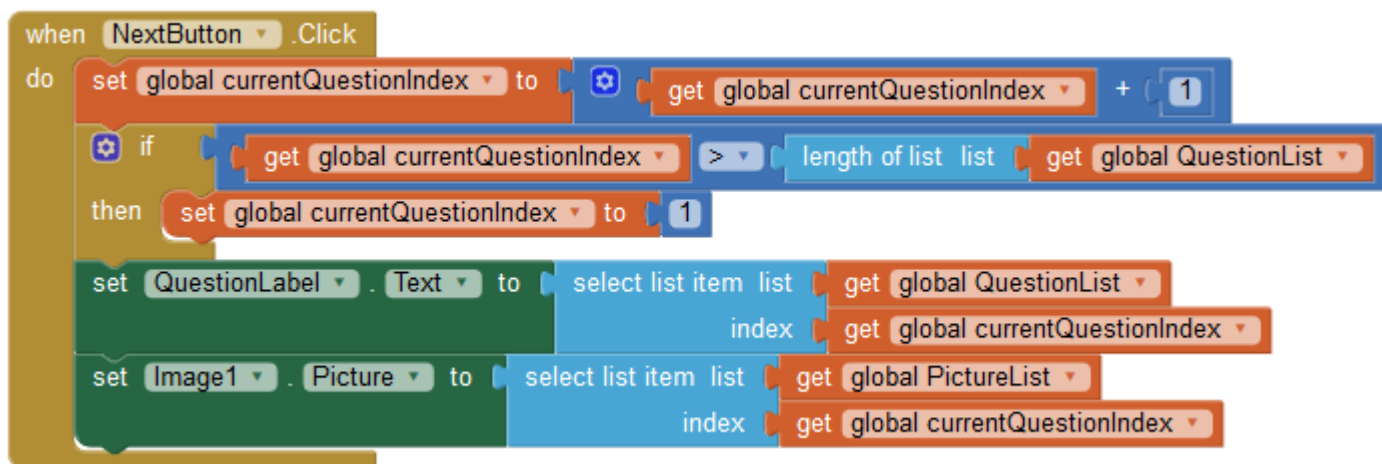 when NextButton .Click
do set global currentQuestionIndex to get global currentQuestionIndex + 1
if get global currentQuestionIndex > length of list list get global QuestionList
then set global currentQuestionIndex to 1
set QuestionLabel . Text to select list item list get global QuestionList
index get global currentQuestionIndex
set Image1 . Picture to select list item list get global PictureList
index get global currentQuestionIndex